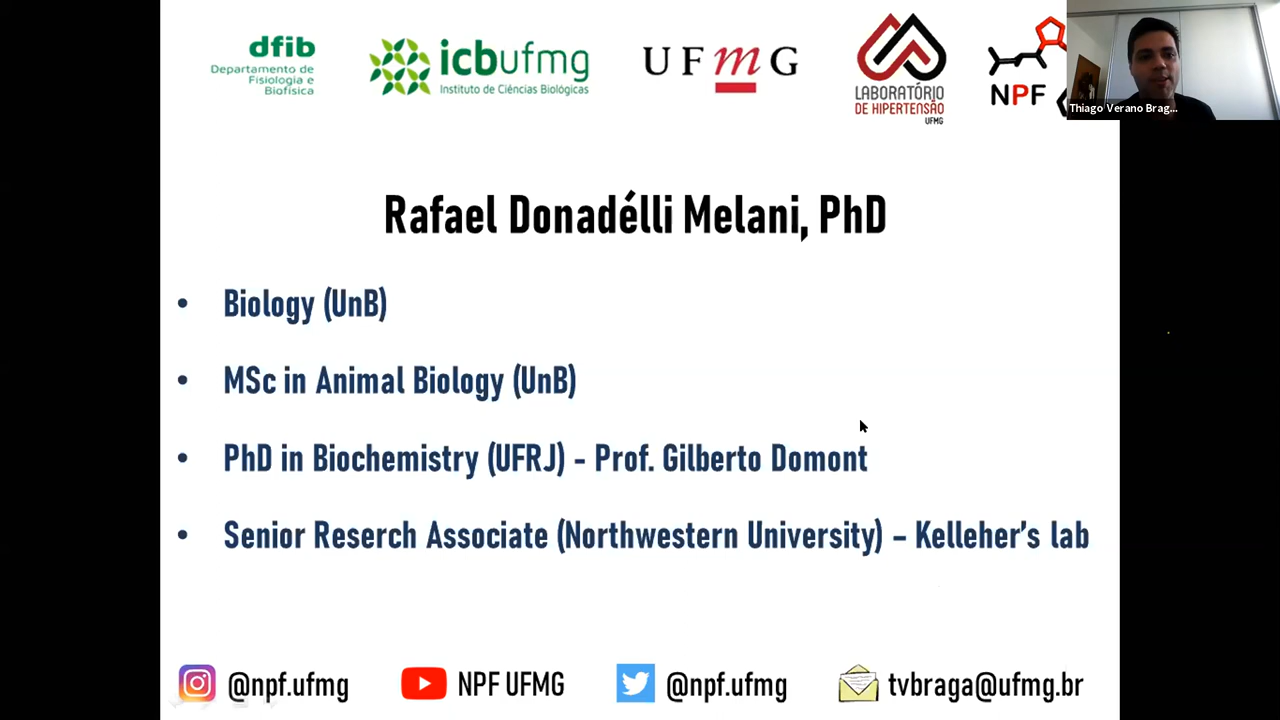 dfib
Departamento de
Fisiologia e
Biofísica
icbufmg
Instituto de Ciências Biológicas
UFmG
LABORATÓRIO
DE HIPERTENSÃO
UFMG
NPF
Thiago Verano Brag...
Rafael Donadélli Melani, PhD
• Biology (UnB)
• MSc in Animal Biology (UnB)
• PhD in Biochemistry (UFRJ) - Prof. Gilberto Domont
• Senior Reserch Associate (Northwestern University) – Kelleher's lab
@npf.ufmg
NPF UFMG
@npf.ufmg
tvbraga@ufmg.br